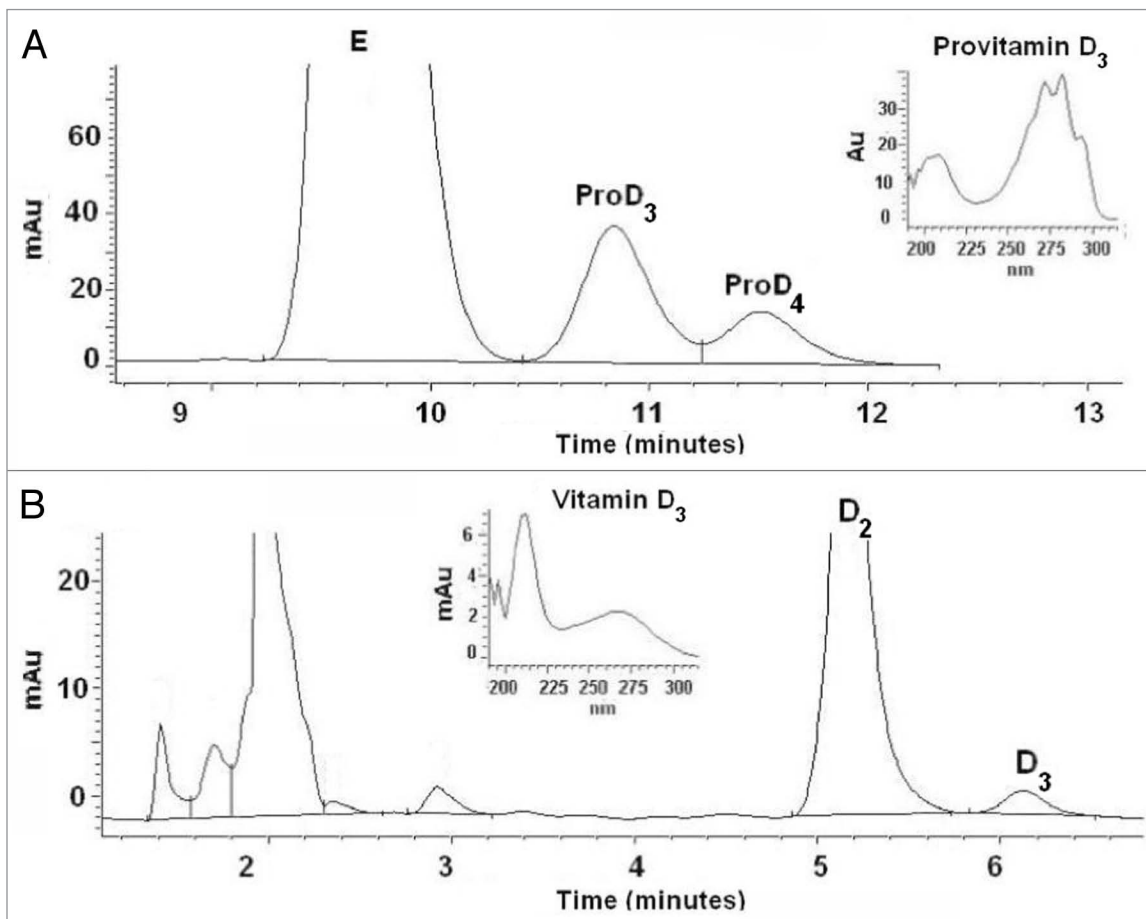 A
E
Provitamin D3
ProD3
ProD4
mAu
60
40
20
0
Au
30
20
10
0
200 225 250 275 300
nm
9 10 11 12 13
Time (minutes)
B
Vitamin D3
D2
D3
mAu
20
10
0
mAu
6
4
2
0
200 225 250 275 300
nm
2 3 4 5 6
Time (minutes)